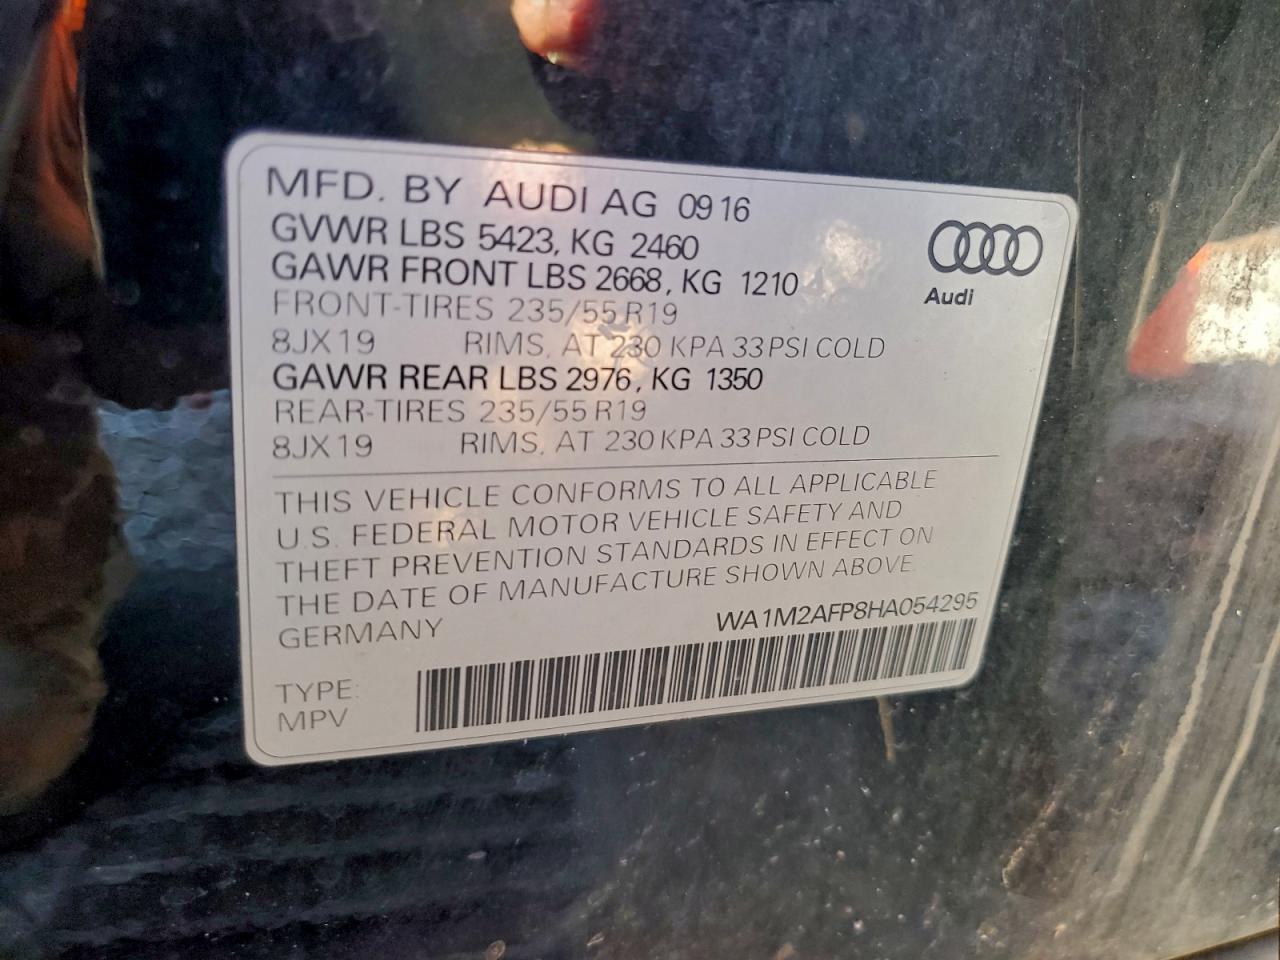 MFD. BY AUDI AG 0916
GVWR LBS 5423, KG 2460
GAWR FRONT LBS 2668, KG 1210
FRONT-TIRES 235/55 R19
8JX19 RIMS, AT 230 KPA 33 PSI COLD
GAWR REAR LBS 2976, KG 1350
REAR-TIRES 235/55 R19
8JX19 RIMS, AT 230 KPA 33 PSI COLD
Audi
THIS VEHICLE CONFORMS TO ALL APPLICABLE
U.S. FEDERAL MOTOR VEHICLE SAFETY AND
THEFT PREVENTION STANDARDS IN EFFECT ON
THE DATE OF MANUFACTURE SHOWN ABOVE.
GERMANY WA1M2AFP8HA054295
TYPE:
MPV